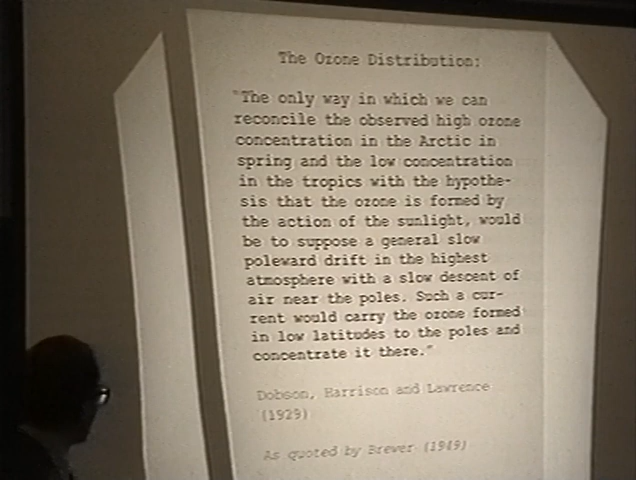 The Ozone Distribution:
"The only way in which we can
reconcile the observed high ozone
concentration in the Arctic in
spring and the low concentration
in the tropics with the hypothe-
sis that the ozone is formed by
the action of the sunlight, would
be to suppose a general slow
poleward drift in the highest
atmosphere with a slow descent of
air near the poles. Such a cur-
rent would carry the ozone formed
in low latitudes to the poles and
concentrate it there."
Dobson, Harrison and Lawrence
(1929)
As quoted by Brewer (1949)